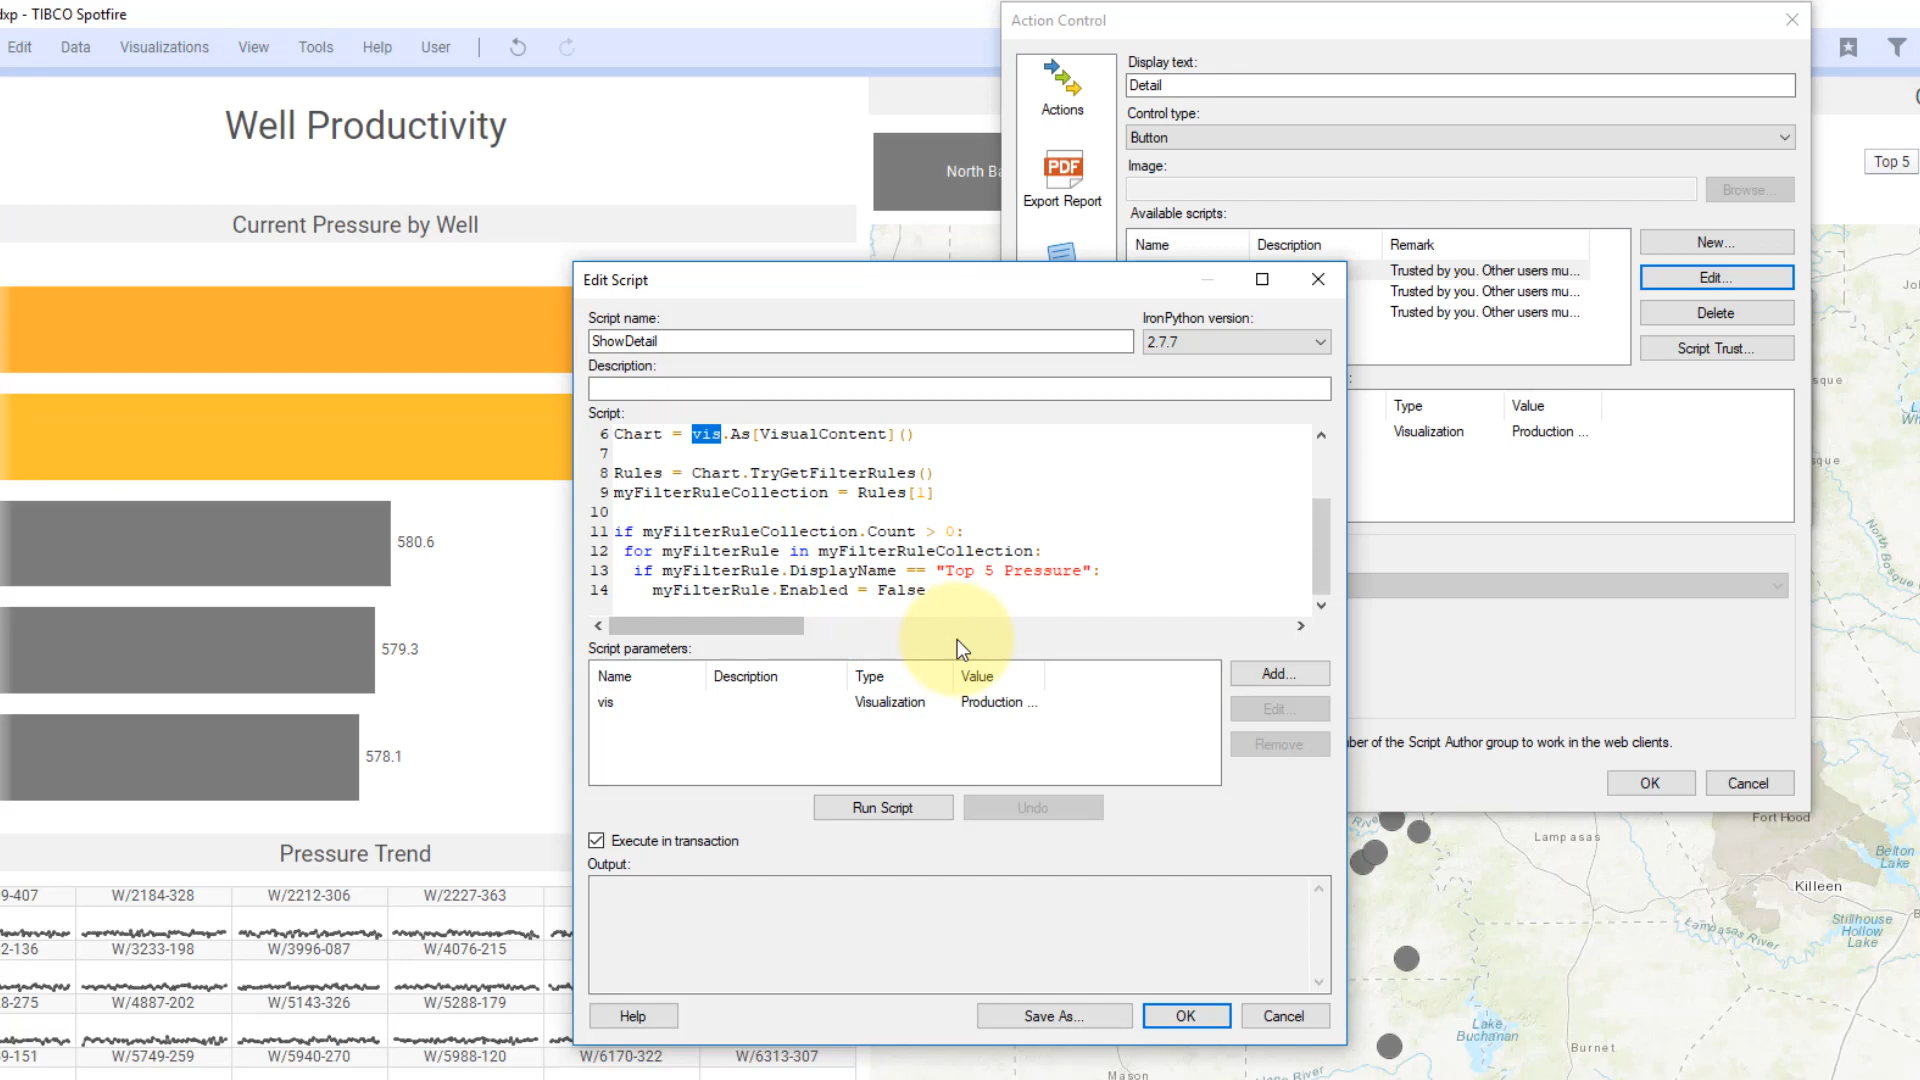 dxp - TIBCO Spotfire
Edit Data Visualizations View Tools Help User
Well Productivity
Current Pressure by Well
580.6
579.3
578.1
Pressure Trend
9-407 W/2184-328 W/2212-306 W/2227-363
2-136 W/3233-198 W/3996-087 W/4076-215
8-275 W/4887-202 W/5143-326 W/5288-179
9-151 W/5749-259 W/5940-270 W/5988-120 W/6170-322 W/6313-307
North Ba
Top 5
Action Control
Actions
PDF
Export Report
Display text:
Detail
Control type:
Button
Image:
Browse...
Available scripts:
Name Description Remark
Trusted by you. Other users mu...
Trusted by you. Other users mu...
Trusted by you. Other users mu...
New...
Edit...
Delete
Script Trust...
Type Value
Visualization Production ...
ber of the Script Author group to work in the web clients.
OK Cancel
Edit Script
Script name:
ShowDetail
IronPython version:
2.7.7
Description:
Script:
6 Chart = vis.As[VisualContent]()
7
8 Rules = Chart.TryGetFilterRules()
9 myFilterRuleCollection = Rules[1]
10
11 if myFilterRuleCollection.Count > 0:
12 for myFilterRule in myFilterRuleCollection:
13 if myFilterRule.DisplayName == "Top 5 Pressure":
14 myFilterRule.Enabled = False
Script parameters:
Name Description Type Value
vis Visualization Production ...
Add...
Edit...
Remove
Run Script Undo
Execute in transaction
Output:
Help Save As... OK Cancel
sque
sque
North Bosque
Fort Hood
Lampasas
Belton
Lake
Killeen
Stillhouse
Hollow
Lake
Lampasas River
Lake
Buchanan
Burnet
Mason
River